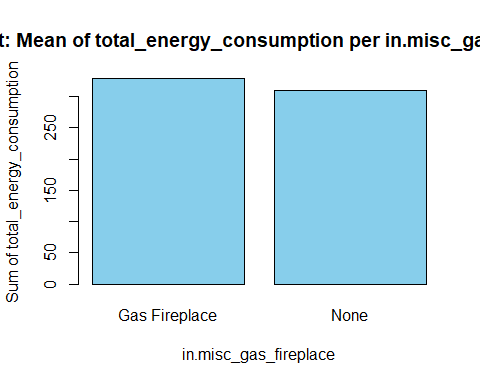 t: Mean of total_energy_consumption per in.misc_ga
Sum of total_energy_consumption
250
150
50
0
Gas Fireplace None
in.misc_gas_fireplace